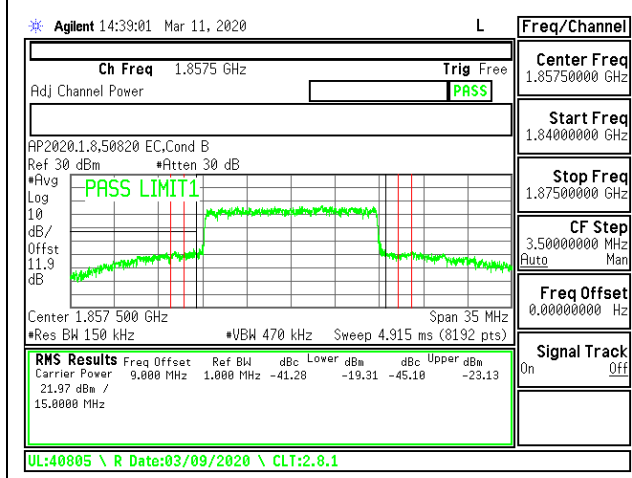 Agilent 14:39:01 Mar 11, 2020 L Freq/Channel
Ch Freq 1.8575 GHz Trig Free
Adj Channel Power PASS
Center Freq
1.85750000 GHz
Start Freq
1.84000000 GHz
AP2020.1.8,50820 EC,Cond B
Ref 30 dBm #Atten 30 dB
#Avg
Log
10
dB/
Offst
11.9
dB
PASS LIMIT1
Stop Freq
1.87500000 GHz
CF Step
3.50000000 MHz
Auto Man
Freq Offset
0.00000000 Hz
Center 1.857 500 GHz Span 35 MHz
#Res BW 150 kHz #VBW 470 kHz Sweep 4.915 ms (8192 pts)
Signal Track
On Off
RMS Results Freq Offset Ref BW dBc Lower dBm dBc Upper dBm
Carrier Power 9.000 MHz 1.000 MHz -41.28 -19.31 -45.10 -23.13
21.97 dBm /
15.0000 MHz
UL:40805 \ R Date:03/09/2020 \ CLT:2.8.1